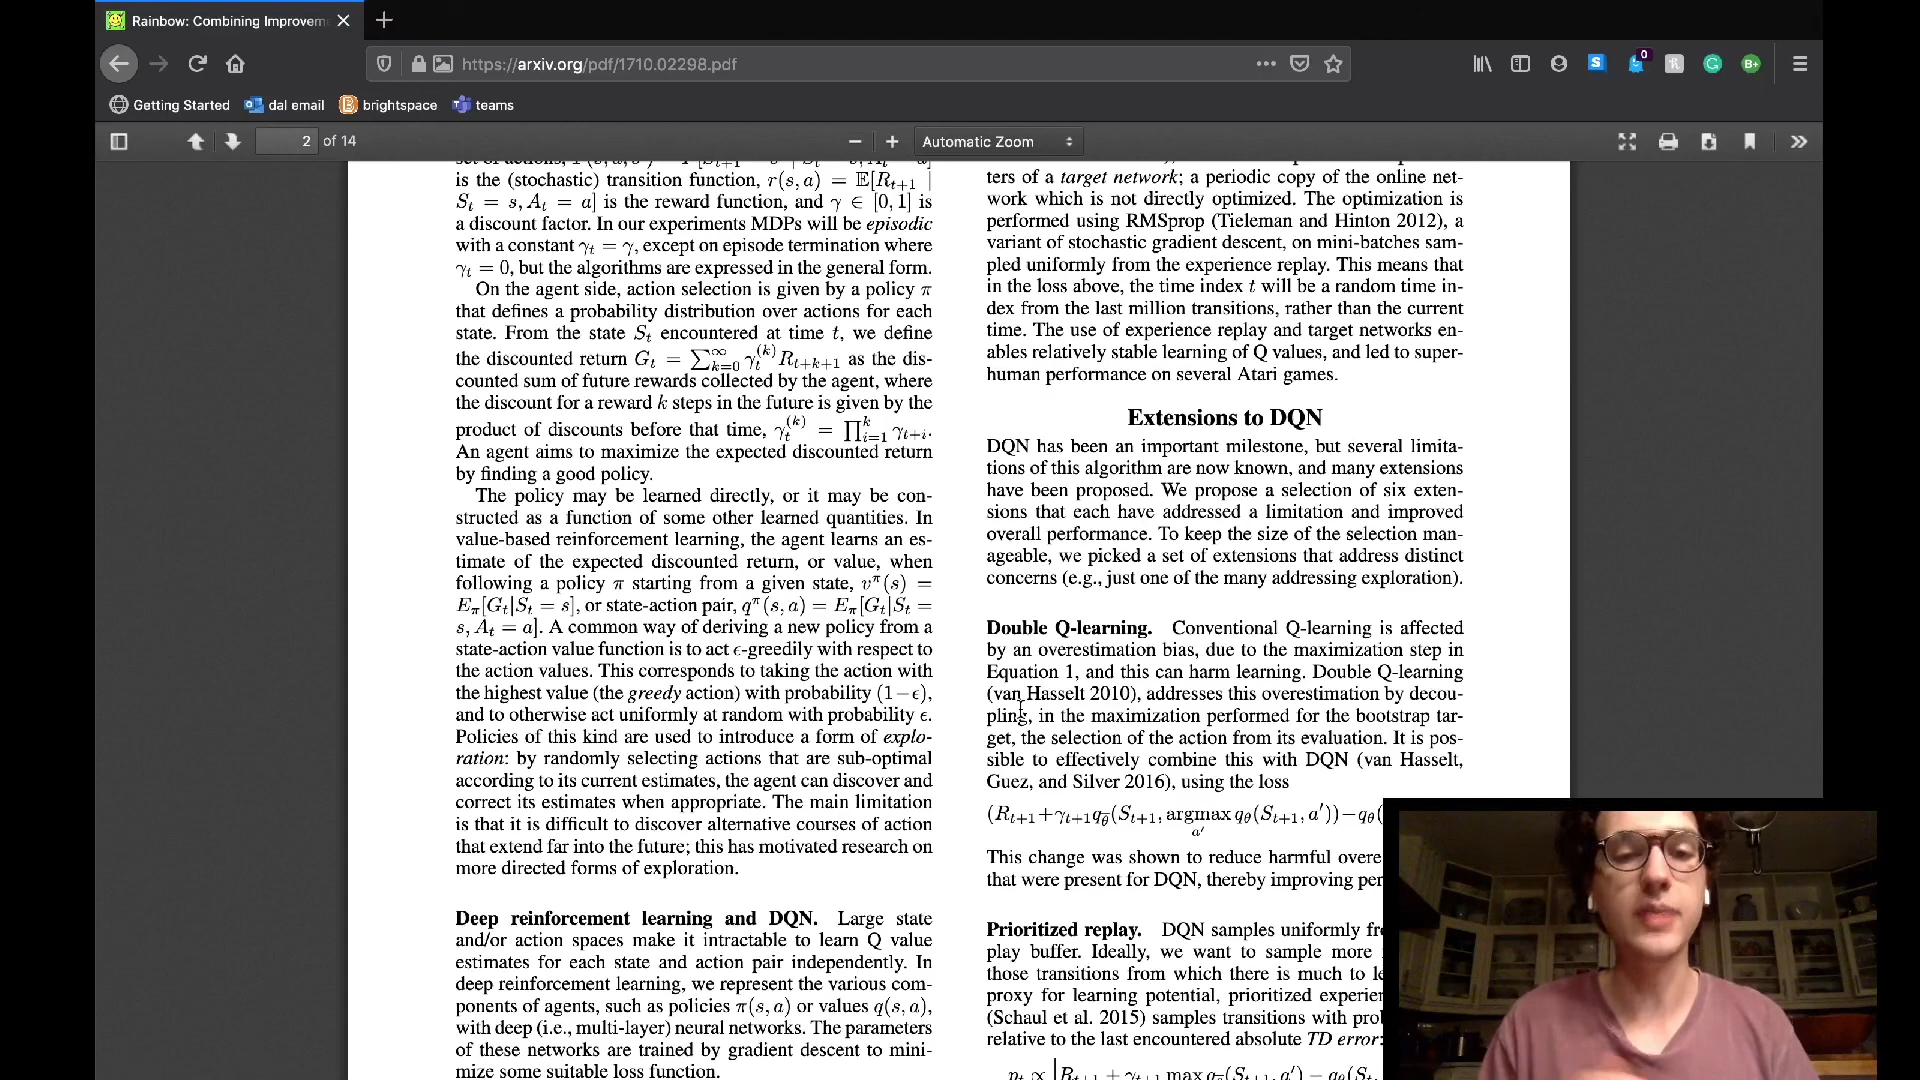 Rainbow: Combining Improvem
https://arxiv.org/pdf/1710.02298.pdf
0
Getting Started
dal email
brightspace
teams
2 of 14
Automatic Zoom
is the (stochastic) transition function, r(s, a) = 𝔼[R_{t+1} |
S_t = s, A_t = a] is the reward function, and γ ∈ [0, 1] is
a discount factor. In our experiments MDPs will be episodic
with a constant γ_t = γ, except on episode termination where
γ_t = 0, but the algorithms are expressed in the general form.
On the agent side, action selection is given by a policy π
that defines a probability distribution over actions for each
state. From the state S_t encountered at time t, we define
the discounted return G_t = ∑_{k=0}^{∞} γ_t^{(k)} R_{t+k+1} as the dis-
counted sum of future rewards collected by the agent, where
the discount for a reward k steps in the future is given by the
product of discounts before that time, γ_t^{(k)} = ∏_{i=1}^{k} γ_{t+i}.
An agent aims to maximize the expected discounted return
by finding a good policy.
The policy may be learned directly, or it may be con-
structed as a function of some other learned quantities. In
value-based reinforcement learning, the agent learns an es-
timate of the expected discounted return, or value, when
following a policy π starting from a given state, v^π(s) =
E_π[G_t|S_t = s], or state-action pair, q^π(s, a) = E_π[G_t|S_t =
s, A_t = a]. A common way of deriving a new policy from a
state-action value function is to act ϵ-greedily with respect to
the action values. This corresponds to taking the action with
the highest value (the greedy action) with probability (1−ϵ),
and to otherwise act uniformly at random with probability ϵ.
Policies of this kind are used to introduce a form of explo-
ration: by randomly selecting actions that are sub-optimal
according to its current estimates, the agent can discover and
correct its estimates when appropriate. The main limitation
is that it is difficult to discover alternative courses of action
that extend far into the future; this has motivated research on
more directed forms of exploration.
Deep reinforcement learning and DQN. Large state
and/or action spaces make it intractable to learn Q value
estimates for each state and action pair independently. In
deep reinforcement learning, we represent the various com-
ponents of agents, such as policies π(s, a) or values q(s, a),
with deep (i.e., multi-layer) neural networks. The parameters
of these networks are trained by gradient descent to mini-
mize some suitable loss function.
ters of a target network; a periodic copy of the online net-
work which is not directly optimized. The optimization is
performed using RMSprop (Tieleman and Hinton 2012), a
variant of stochastic gradient descent, on mini-batches sam-
pled uniformly from the experience replay. This means that
in the loss above, the time index t will be a random time in-
dex from the last million transitions, rather than the current
time. The use of experience replay and target networks en-
ables relatively stable learning of Q values, and led to super-
human performance on several Atari games.
Extensions to DQN
DQN has been an important milestone, but several limita-
tions of this algorithm are now known, and many extensions
have been proposed. We propose a selection of six exten-
sions that each have addressed a limitation and improved
overall performance. To keep the size of the selection man-
ageable, we picked a set of extensions that address distinct
concerns (e.g., just one of the many addressing exploration).
Double Q-learning. Conventional Q-learning is affected
by an overestimation bias, due to the maximization step in
Equation 1, and this can harm learning. Double Q-learning
(van Hasselt 2010), addresses this overestimation by decou-
pling, in the maximization performed for the bootstrap tar-
get, the selection of the action from its evaluation. It is pos-
sible to effectively combine this with DQN (van Hasselt,
Guez, and Silver 2016), using the loss
(R_{t+1}+γ_{t+1}q_{\overline{θ}}(S_{t+1}, argmax_{a′} q_θ(S_{t+1}, a′))−q_θ(
This change was shown to reduce harmful overe
that were present for DQN, thereby improving per
Prioritized replay. DQN samples uniformly fr
play buffer. Ideally, we want to sample more
those transitions from which there is much to le
proxy for learning potential, prioritized experien
(Schaul et al. 2015) samples transitions with prob
relative to the last encountered absolute TD error: